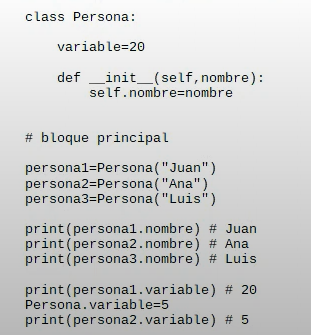 class Persona:
variable=20
def __init__(self,nombre):
self.nombre=nombre
# bloque principal
persona1=Persona("Juan")
persona2=Persona("Ana")
persona3=Persona("Luis")
print(persona1.nombre) # Juan
print(persona2.nombre) # Ana
print(persona3.nombre) # Luis
print(persona1.variable) # 20
Persona.variable=5
print(persona2.variable) # 5